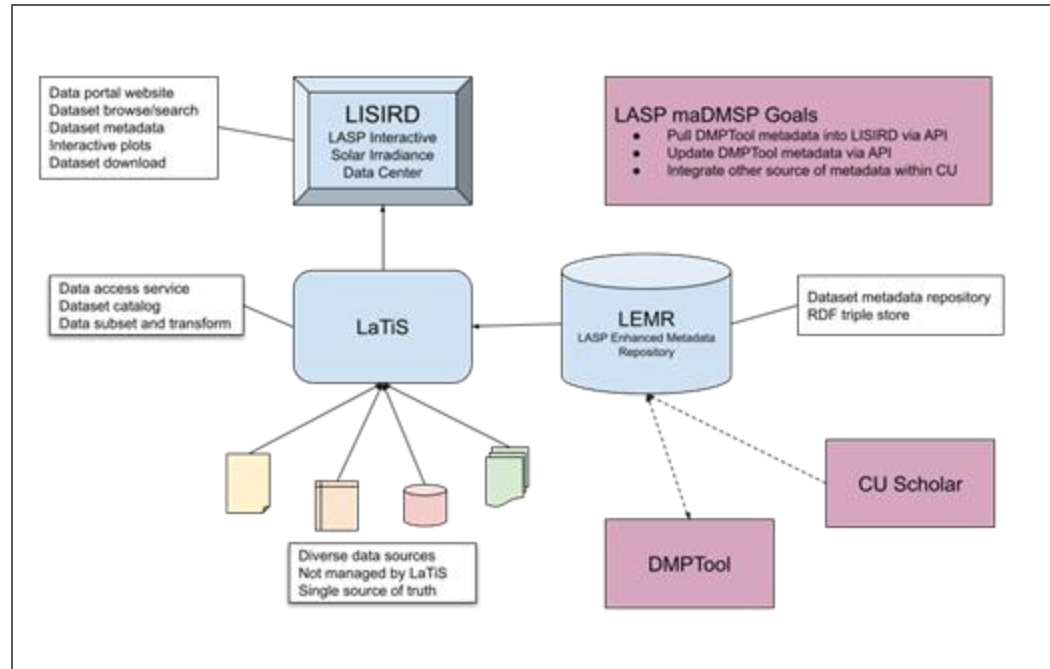 Data portal website
Dataset browse/search
Dataset metadata
Interactive plots
Dataset download
LISIRD
LASP Interactive
Solar Irradiance
Data Center
LASP maDMSP Goals
● Pull DMPTool metadata into LISIRD via API
● Update DMPTool metadata via API
● Integrate other source of metadata within CU
Data access service
Dataset catalog
Data subset and transform
LaTiS
LEMR
LASP Enhanced Metadata
Repository
Dataset metadata repository
RDF triple store
CU Scholar
Diverse data sources
Not managed by LaTiS
Single source of truth
DMPTool